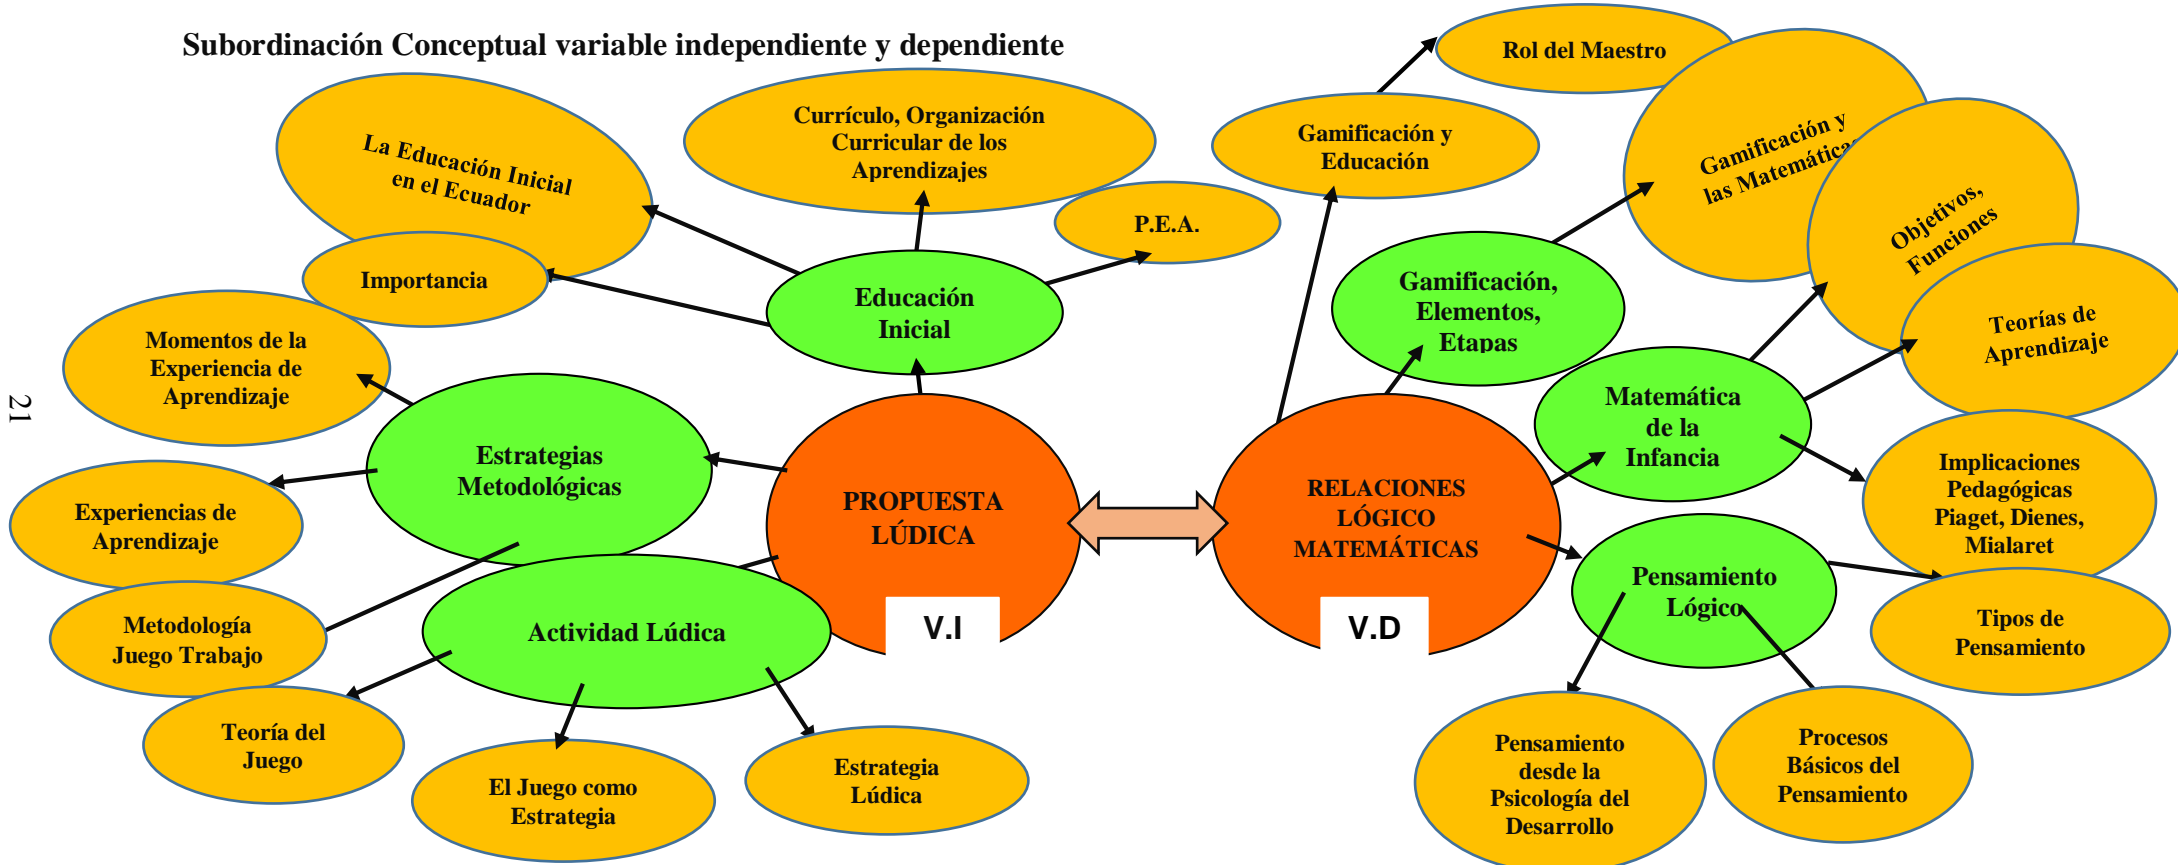 Subordinación Conceptual variable independiente y dependiente
Rol del Maestro
Gamificación y
Educación
Gamificación y
las Matemáticas
Currículo, Organización
Curricular de los
Aprendizajes
La Educación Inicial
en el Ecuador
P.E.A.
Objetivos,
Funciones
Importancia
Educación
Inicial
Gamificación,
Elementos,
Etapas
Teorías de
Aprendizaje
Momentos de la
Experiencia de
Aprendizaje
21
Matemática
de la
Infancia
Estrategias
Metodológicas
PROPUESTA
LÚDICA
V.I
RELACIONES
LÓGICO
MATEMÁTICAS
V.D
Implicaciones
Pedagógicas
Piaget, Dienes,
Mialaret
Experiencias de
Aprendizaje
Pensamiento
Lógico
Tipos de
Pensamiento
Metodología
Juego Trabajo
Actividad Lúdica
Teoría del
Juego
El Juego como
Estrategia
Estrategia
Lúdica
Pensamiento
desde la
Psicología del
Desarrollo
Procesos
Básicos del
Pensamiento